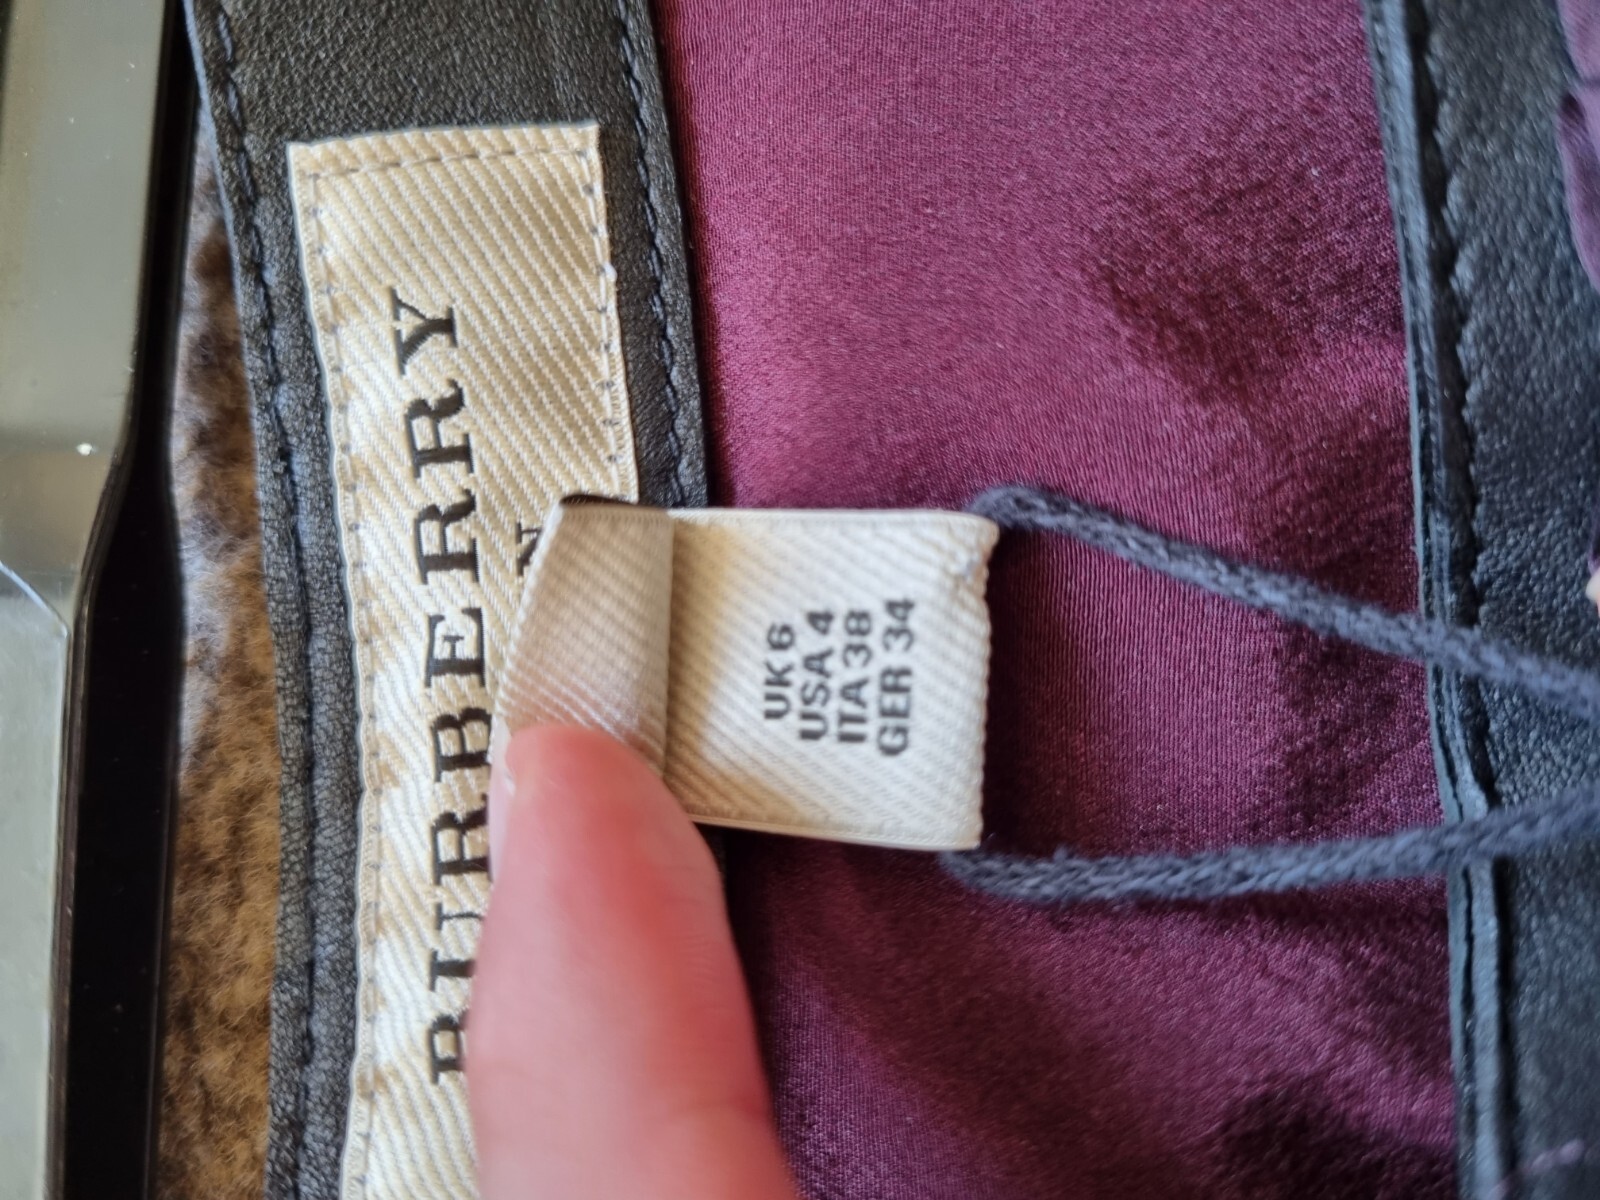 BURBERRY
UK 6
USA 4
ITA 38
GER 34